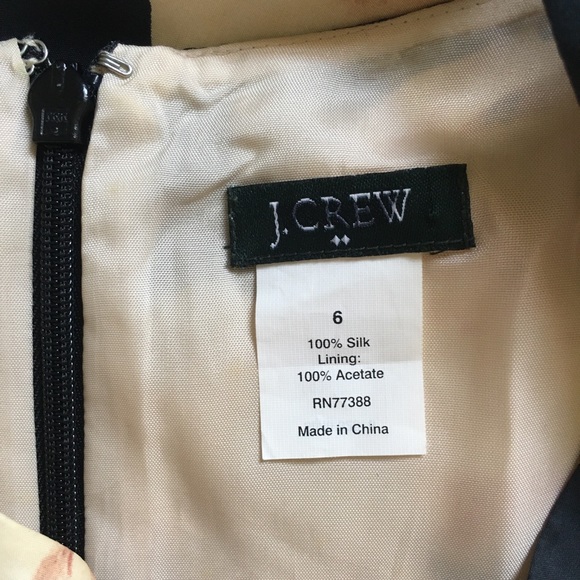 J.CREW
6
100% Silk
Lining:
100% Acetate
RN77388
Made in China